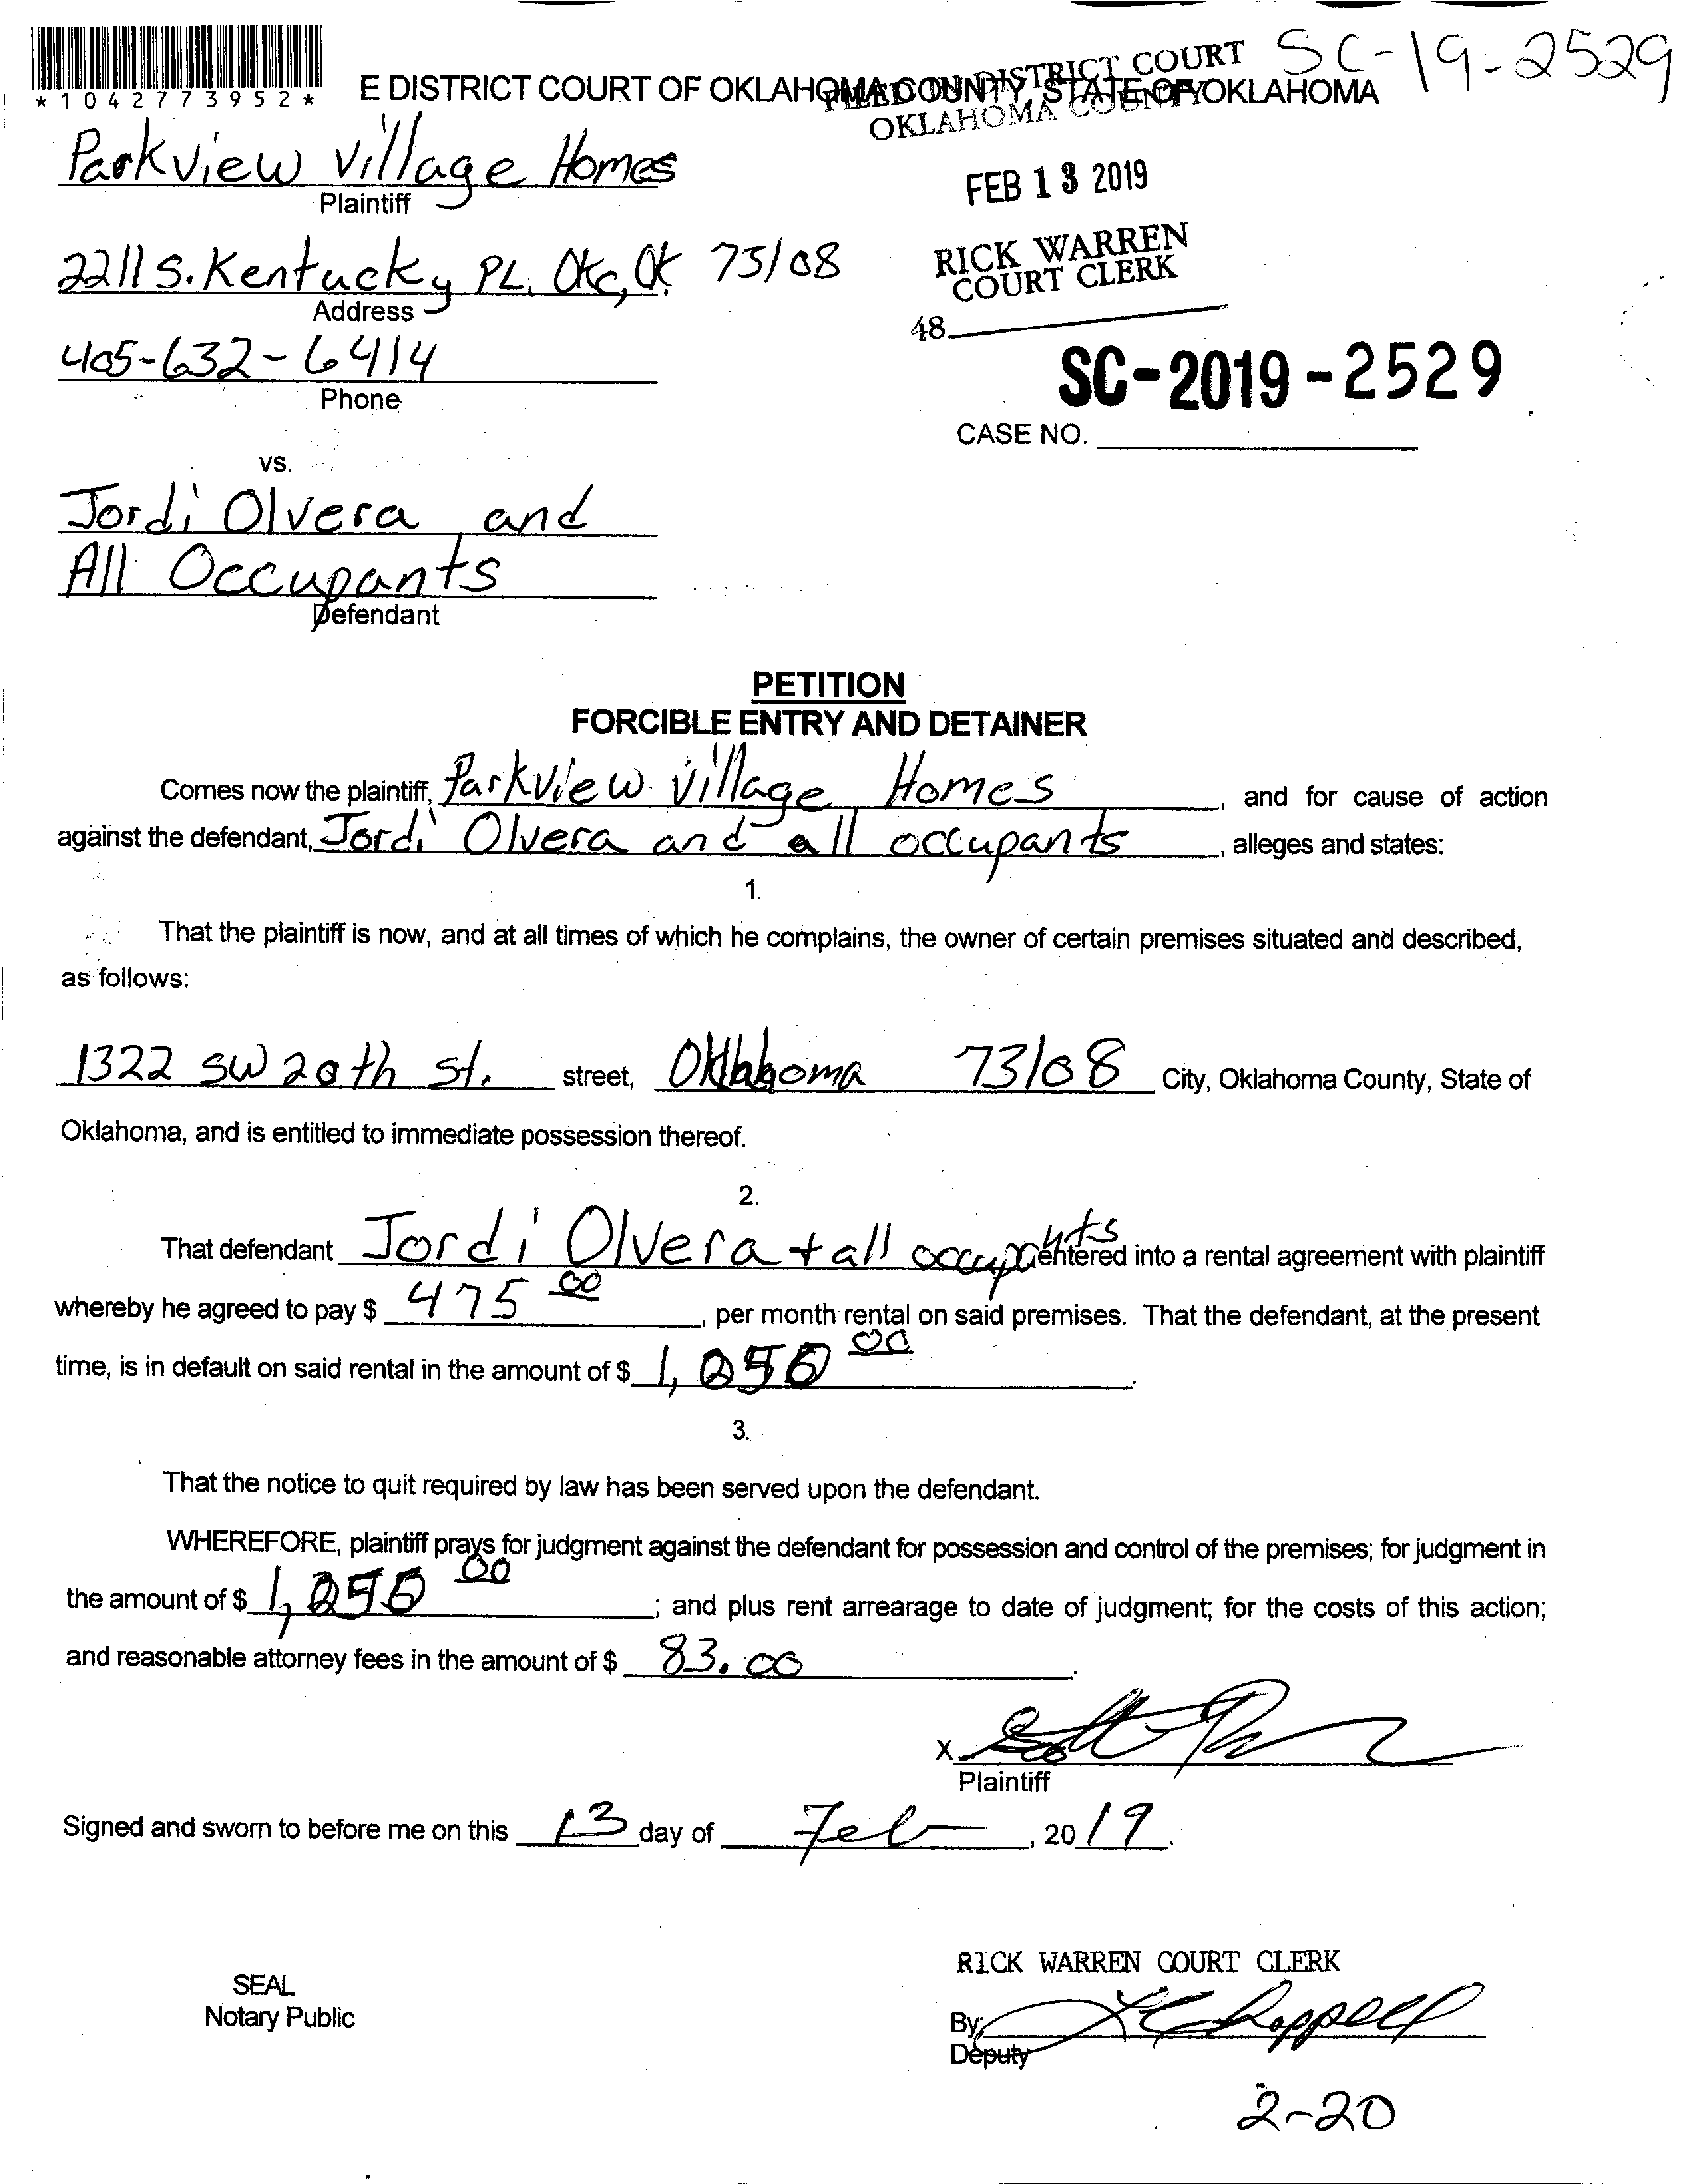 SC-19-2529
*1042773952*
E DISTRICT COURT OF OKLAHOMA COUNTY, STATE OF OKLAHOMA
FILED IN DISTRICT COURT
OKLAHOMA COUNTY
Parkview Village Homes
Plaintiff
FEB 13 2019
2211 S. Kentucky PL. OKC, OK 73108
Address
RICK WARREN
COURT CLERK
48
405-632-6414
Phone
SC-2019-2529
CASE NO.
vs.
Jordi Olvera and
All Occupants
Defendant
PETITION
FORCIBLE ENTRY AND DETAINER
Comes now the plaintiff, Parkview Village Homes, and for cause of action
against the defendant, Jordi Olvera and all occupants, alleges and states:
1.
That the plaintiff is now, and at all times of which he complains, the owner of certain premises situated and described,
as follows:
1322 SW 20th St. street, Oklahoma 73108 City, Oklahoma County, State of
Oklahoma, and is entitled to immediate possession thereof.
2.
That defendant Jordi Olvera + all occupants entered into a rental agreement with plaintiff
whereby he agreed to pay $ 475 00, per month rental on said premises. That the defendant, at the present
time, is in default on said rental in the amount of $ 1, 00.
3.
That the notice to quit required by law has been served upon the defendant.
WHEREFORE, plaintiff prays for judgment against the defendant for possession and control of the premises; for judgment in
the amount of $ 1, 00; and plus rent arrearage to date of judgment; for the costs of this action;
and reasonable attorney fees in the amount of $ 83.00.
X
Plaintiff
Signed and sworn to before me on this 13 day of Feb, 2019.
SEAL
Notary Public
RICK WARREN COURT CLERK
By
Deputy
2-20